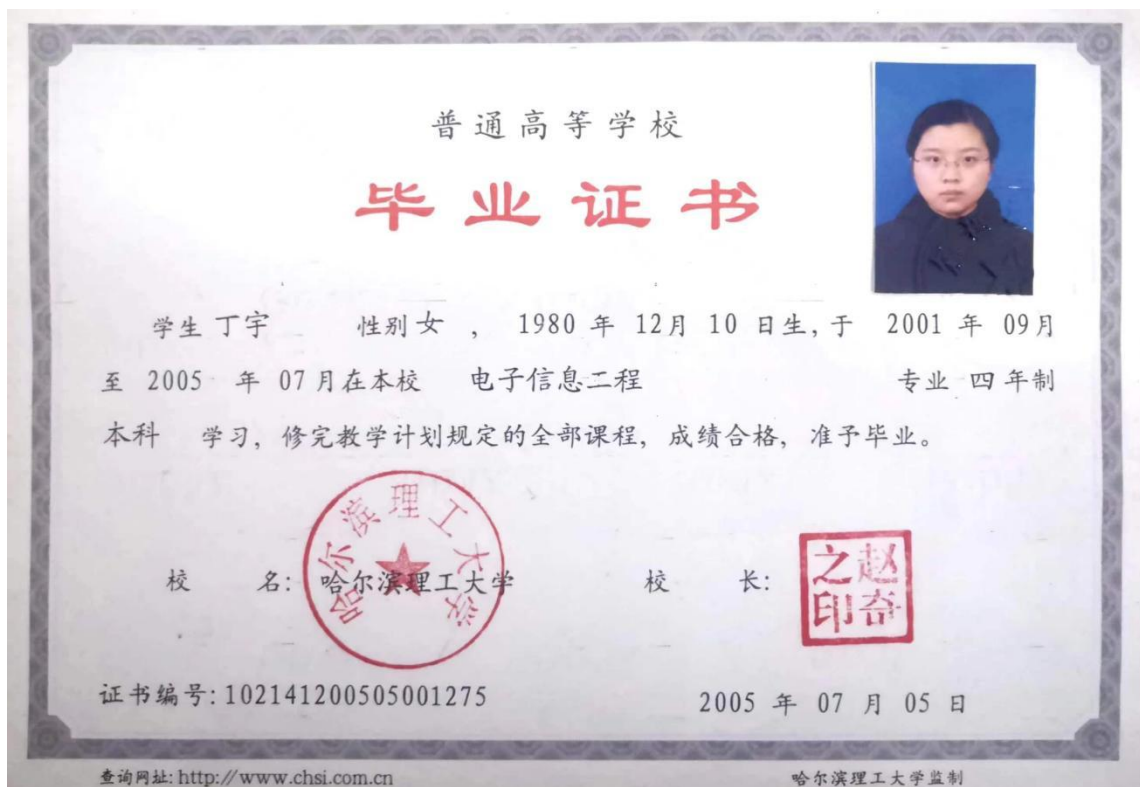 普通高等学校
毕业证书
学生 丁宇 性别 女 , 1980 年 12月 10 日生, 于 2001 年 09月
至 2005 年 07月在本校 电子信息工程 专业 四 年制
本科 学习, 修完教学计划规定的全部课程, 成绩合格, 准予毕业。
哈尔滨理工大学
校 名: 哈尔滨理工大学 校 长:
赵奇之印
证书编号: 102141200505001275 2005 年 07 月 05 日
查询网址: http://www.chsi.com.cn 哈尔滨理工大学监制